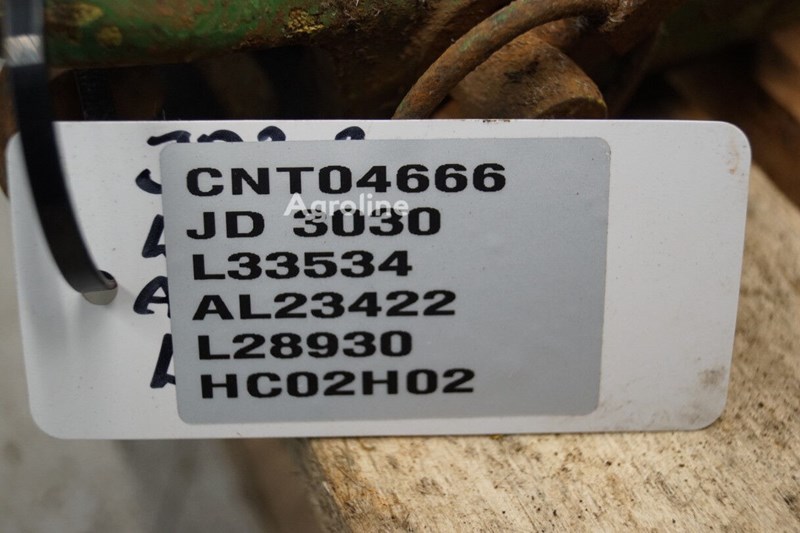 CNT04666
Agroline
JD 3030
L33534
AL23422
L28930
HC02H02